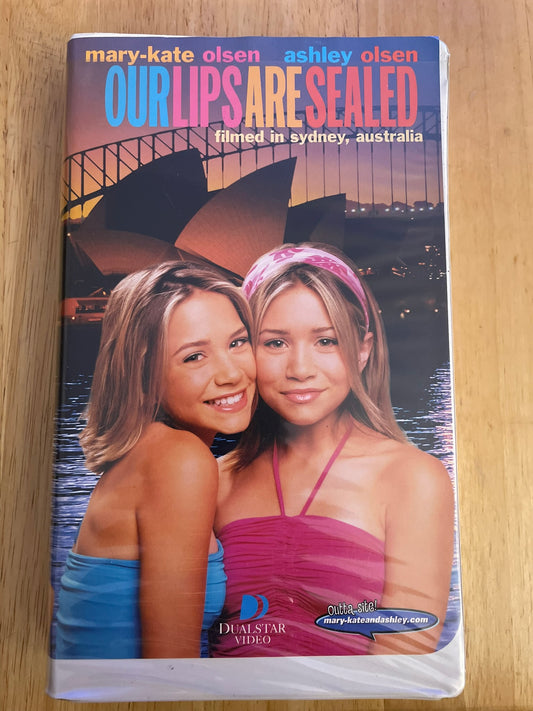 mary-kate olsen ashley olsen
OUR LIPS ARE SEALED
filmed in sydney, australia
DUALSTAR
VIDEO
Outta site!
mary-kateandashley.com